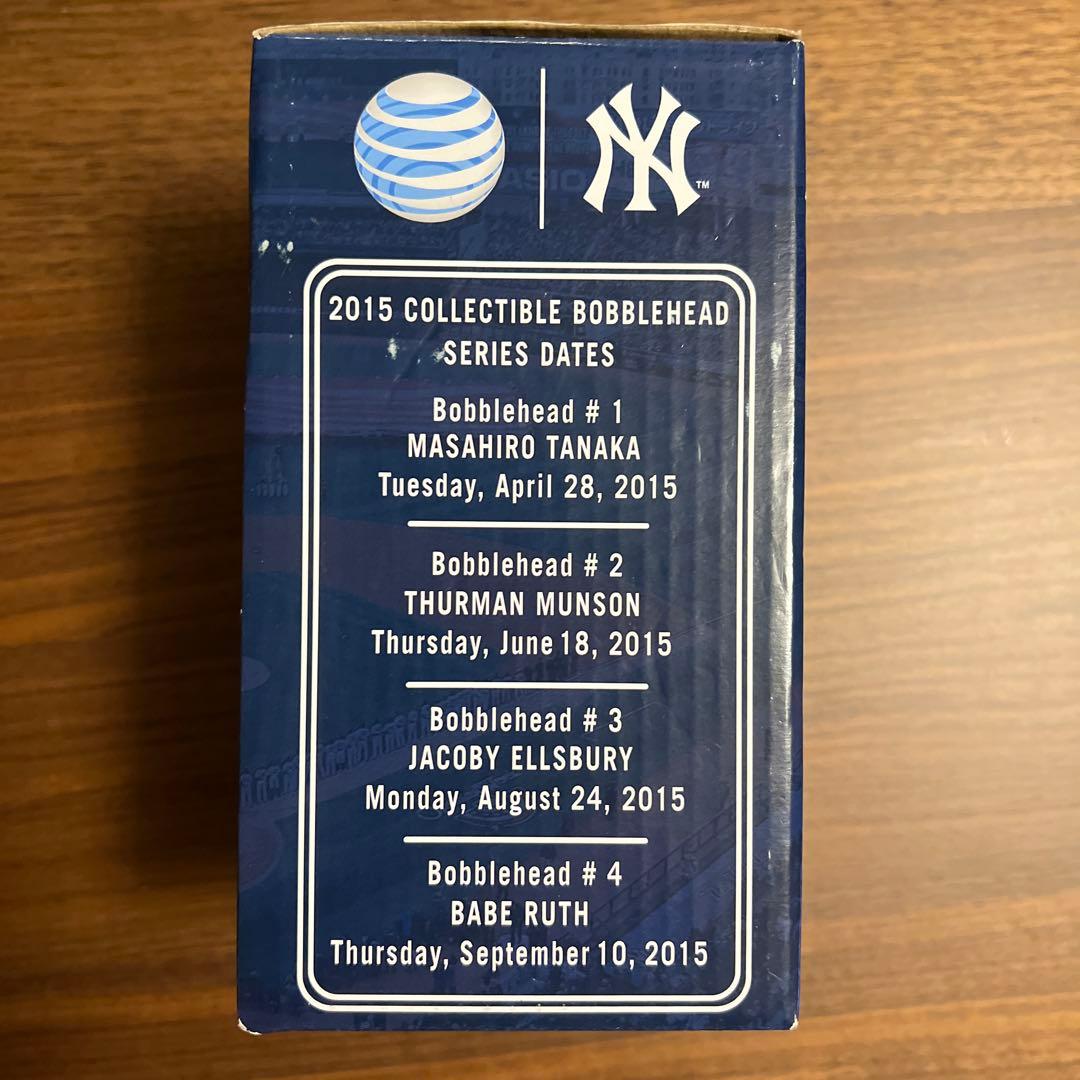 NY
TM
2015 COLLECTIBLE BOBBLEHEAD
SERIES DATES
Bobblehead # 1
MASAHIRO TANAKA
Tuesday, April 28, 2015
Bobblehead # 2
THURMAN MUNSON
Thursday, June 18, 2015
Bobblehead # 3
JACOBY ELLSBURY
Monday, August 24, 2015
Bobblehead # 4
BABE RUTH
Thursday, September 10, 2015